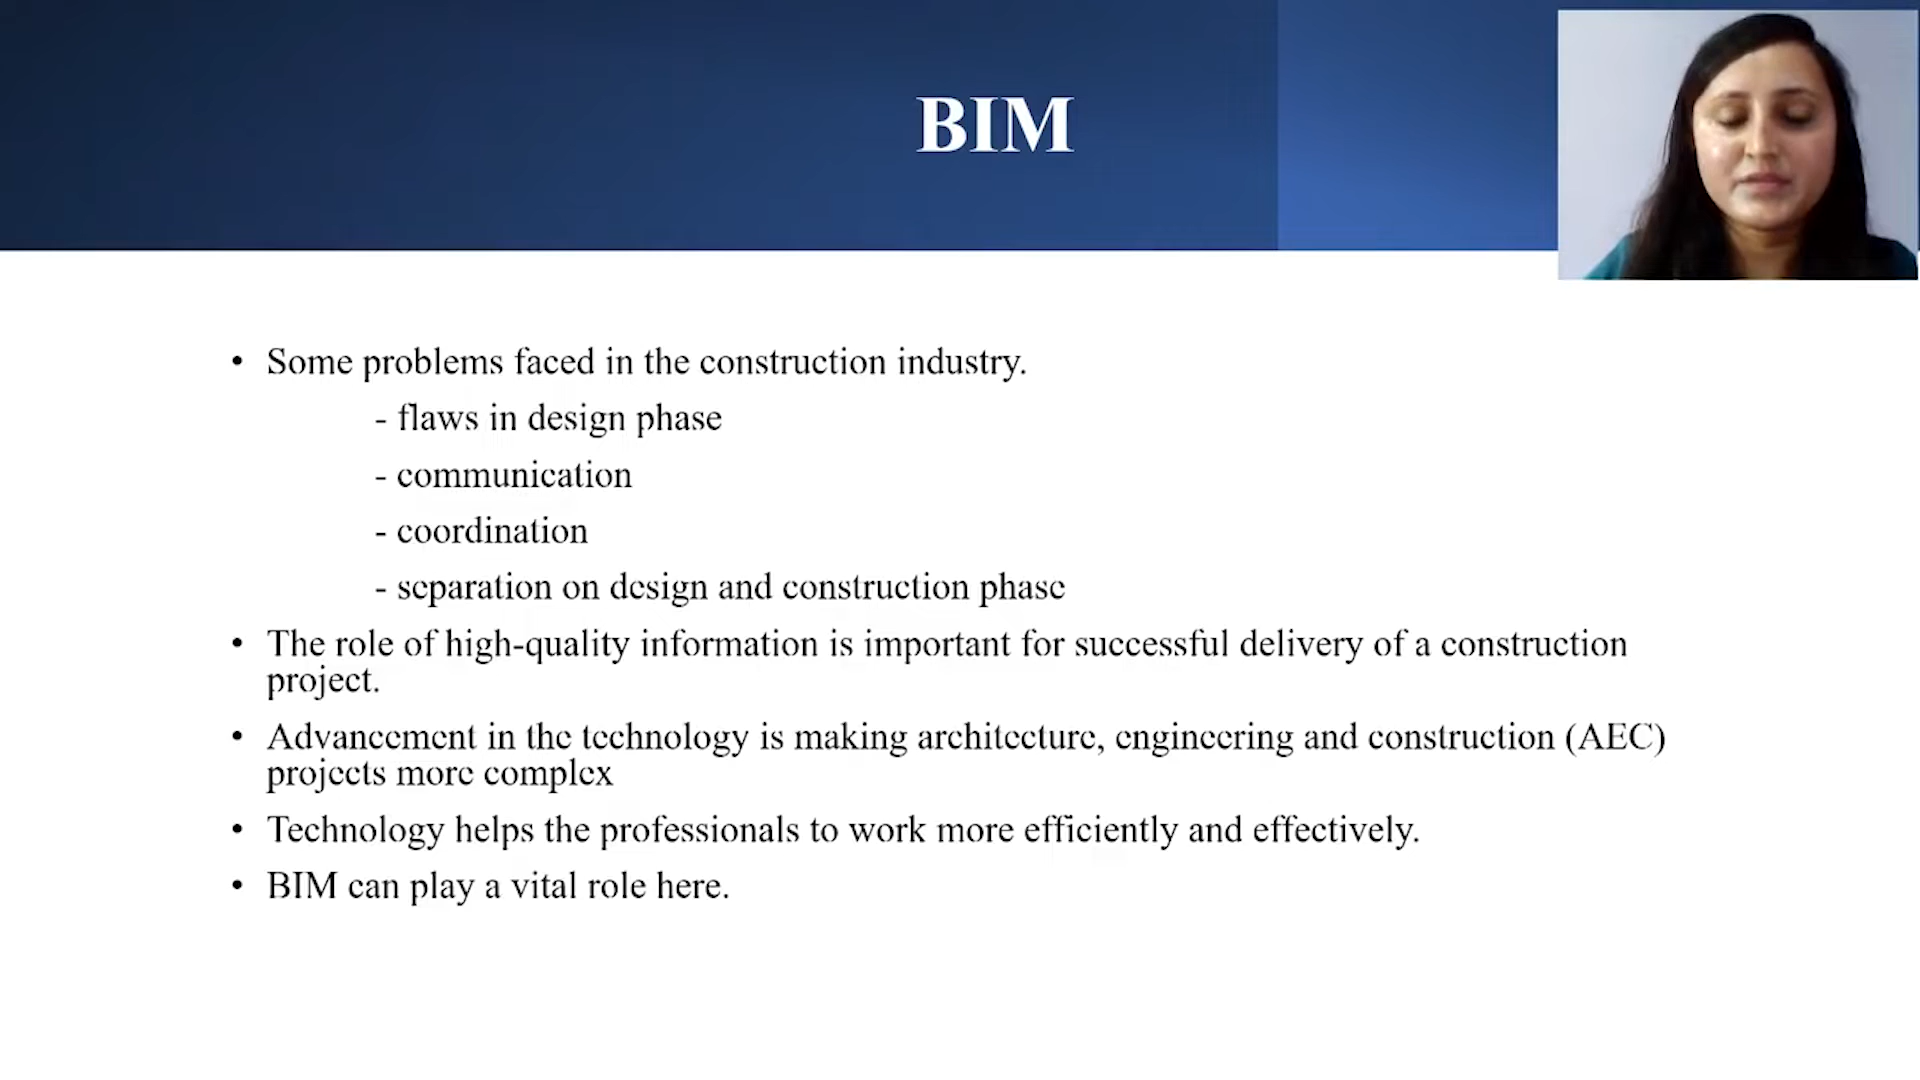 BIM
• Some problems faced in the construction industry.
- flaws in design phase
- communication
- coordination
- separation on design and construction phase
• The role of high-quality information is important for successful delivery of a construction
project.
• Advancement in the technology is making architecture, engineering and construction (AEC)
projects more complex
• Technology helps the professionals to work more efficiently and effectively.
• BIM can play a vital role here.